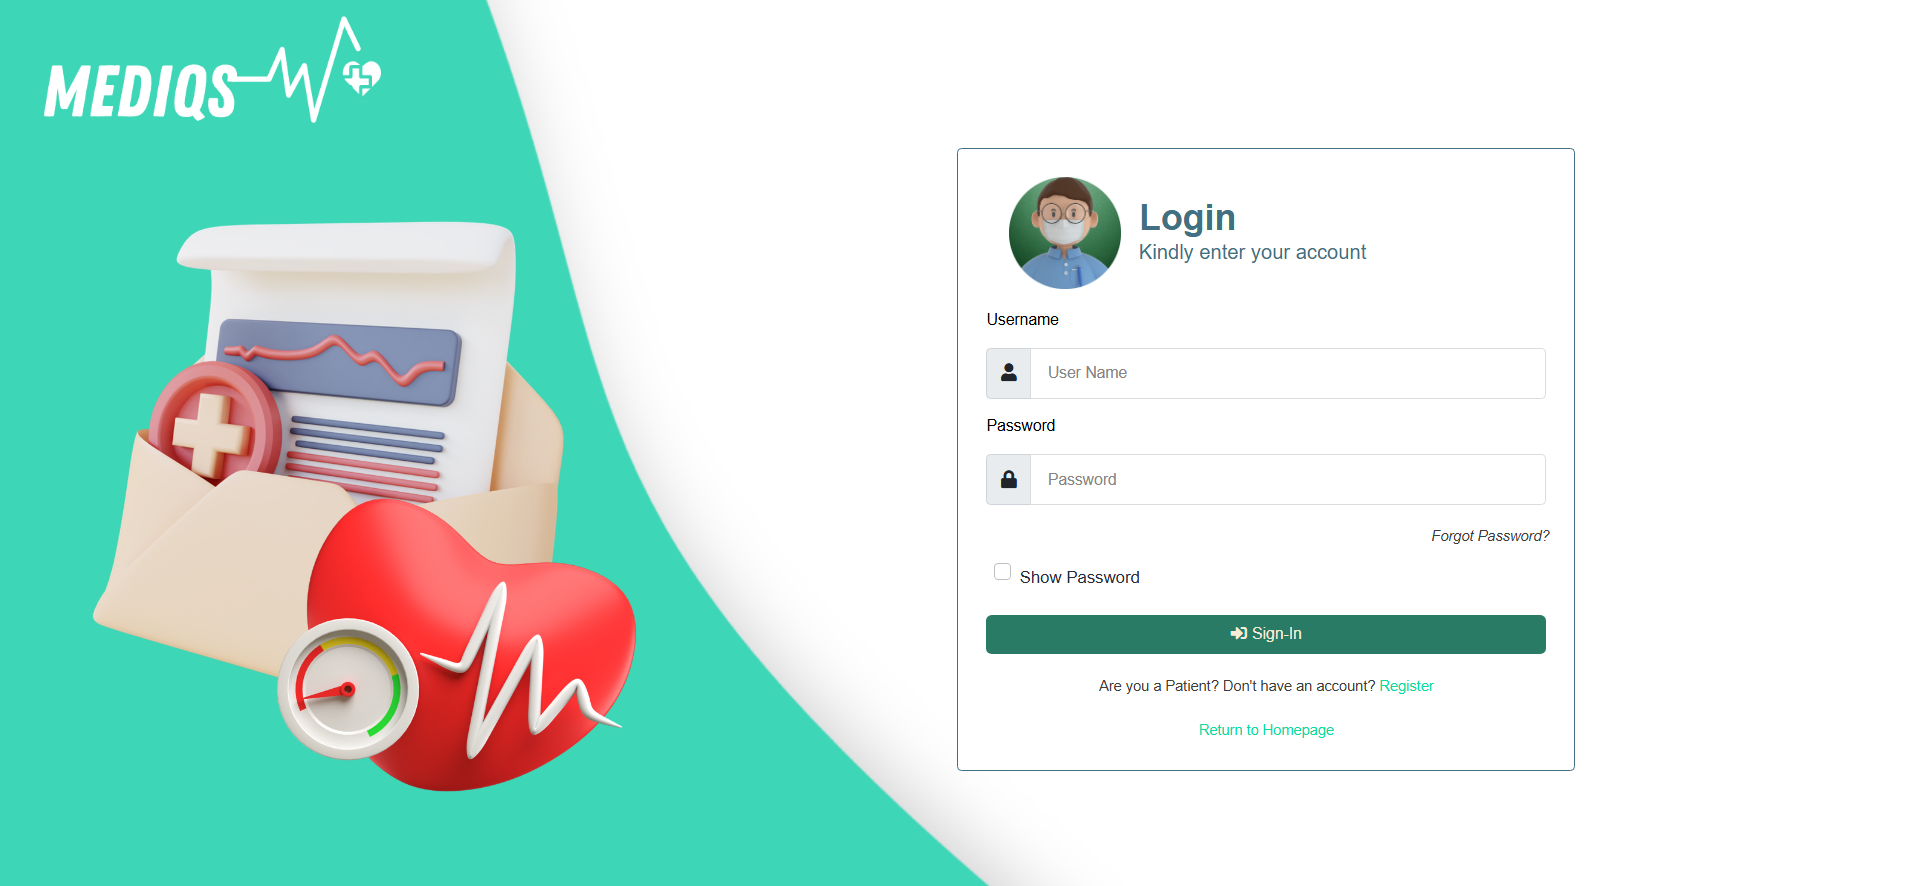 MEDIQS
Login
Kindly enter your account
Username
User Name
Password
Password
Forgot Password?
Show Password
Sign-In
Are you a Patient? Don't have an account? Register
Return to Homepage